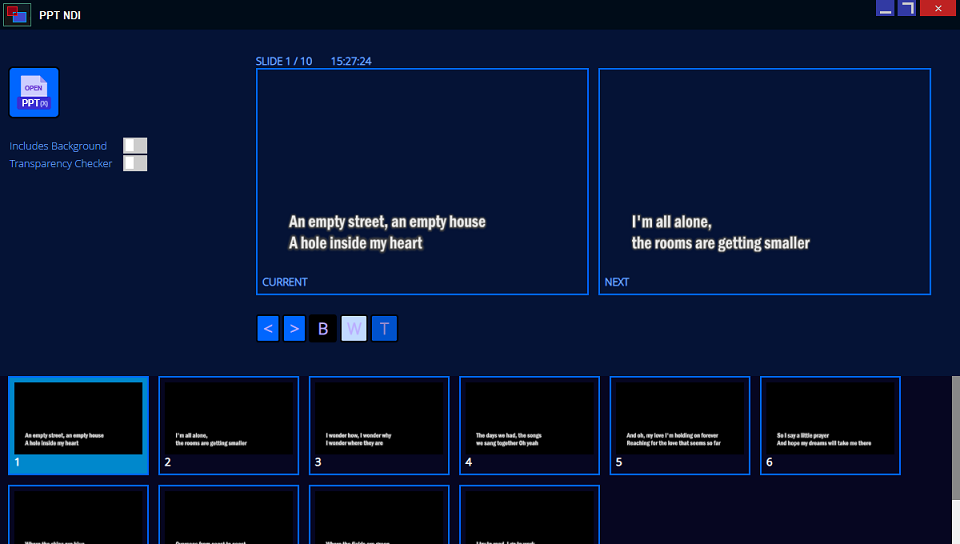 PPT NDI
SLIDE 1 / 10 15:27:24
OPEN
PPT(X)
Includes Background
Transparency Checker
An empty street, an empty house
A hole inside my heart
CURRENT
I'm all alone,
the rooms are getting smaller
NEXT
< > B W T
An empty street, an empty house
A hole inside my heart
1
I'm all alone,
the rooms are getting smaller
2
I wonder how, I wonder why
I wonder where they are
3
The days we had, the songs
we sang together Oh yeah
4
And oh, my love I'm holding on forever
Reaching for the love that seems so far
5
So I say a little prayer
And hope my dreams will take me there
6